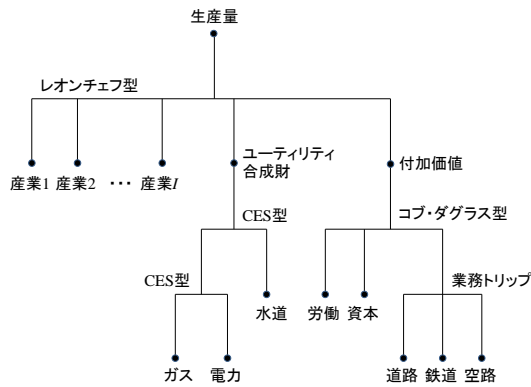 生産量
レオンチェフ型
産業1 産業2 ･･･ 産業I
ユーティリティ
合成財
付加価値
CES型
コブ･ダグラス型
CES型
業務トリップ
水道
労働 資本
ガス 電力
道路 鉄道 空路